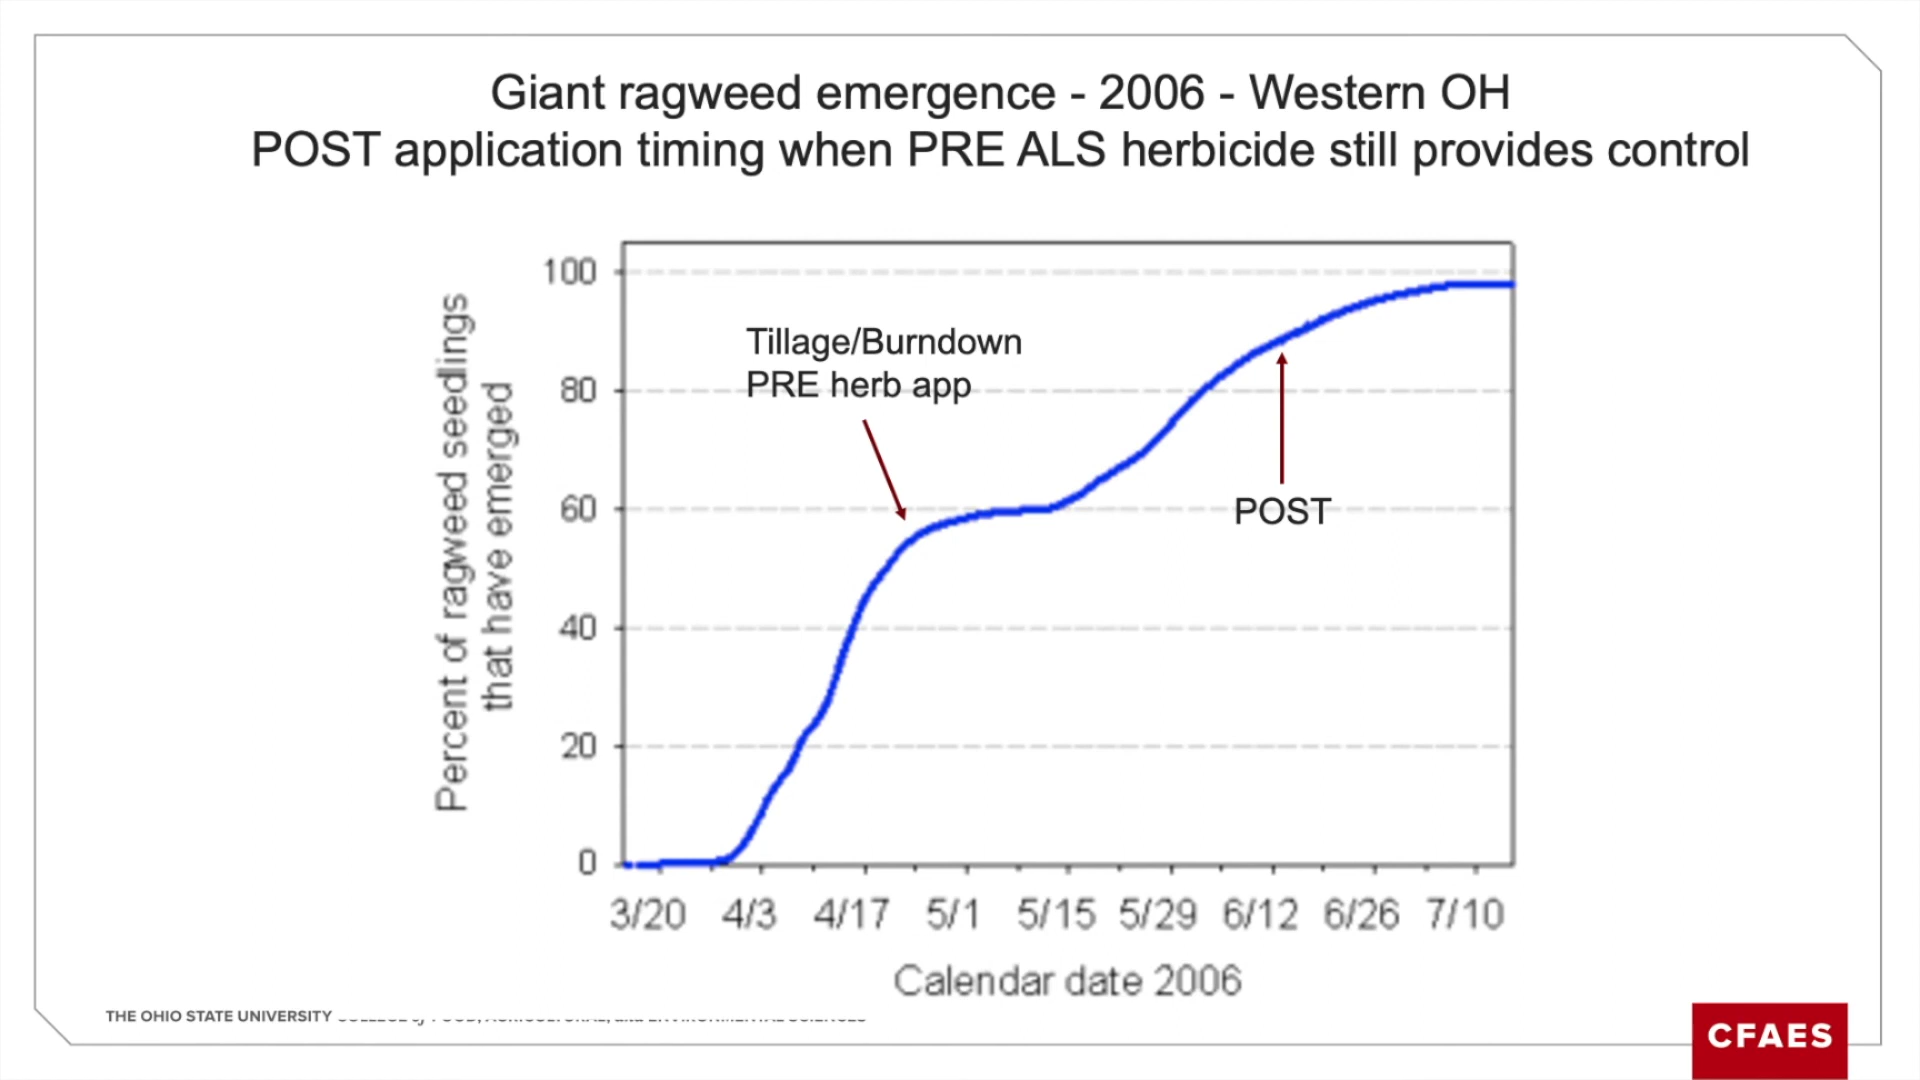 Giant ragweed emergence - 2006 - Western OH
POST application timing when PRE ALS herbicide still provides control
Percent of ragweed seedlings
that have emerged
100
80
60
40
20
0
Tillage/Burndown
PRE herb app
POST
3/20 4/3 4/17 5/1 5/15 5/29 6/12 6/26 7/10
Calendar date 2006
THE OHIO STATE UNIVERSITY
CFAES